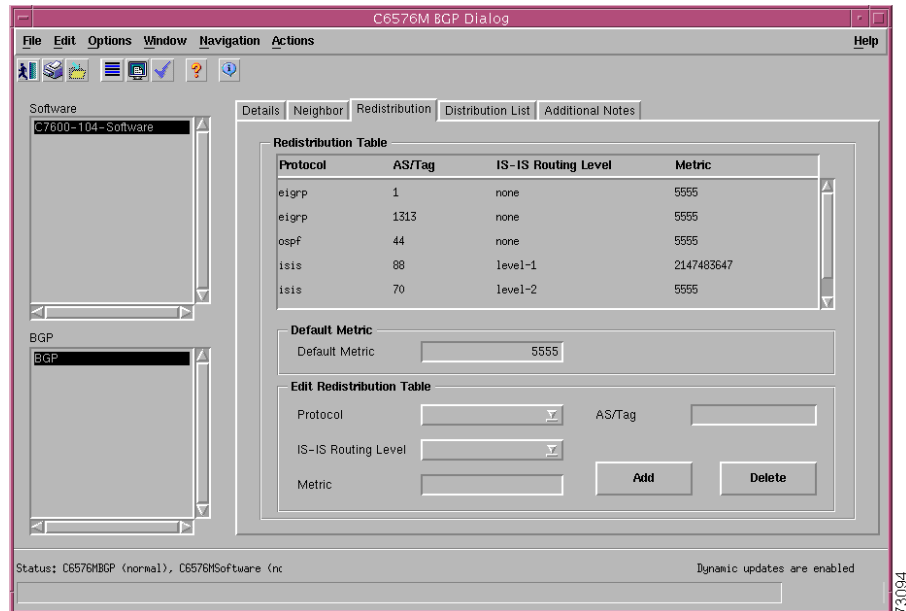 C6576M BGP Dialog
File Edit Options Window Navigation Actions Help
Software
C7600-104-Software
BGP
BGP
Details Neighbor Redistribution Distribution List Additional Notes
Redistribution Table
Protocol AS/Tag IS-IS Routing Level Metric
eigrp 1 none 5555
eigrp 1313 none 5555
ospf 44 none 5555
isis 88 level-1 2147483647
isis 70 level-2 5555
Default Metric
Default Metric 5555
Edit Redistribution Table
Protocol AS/Tag
IS-IS Routing Level
Metric Add Delete
Status: C6576MBGP (normal), C6576MSoftware (nc Dynamic updates are enabled
73094